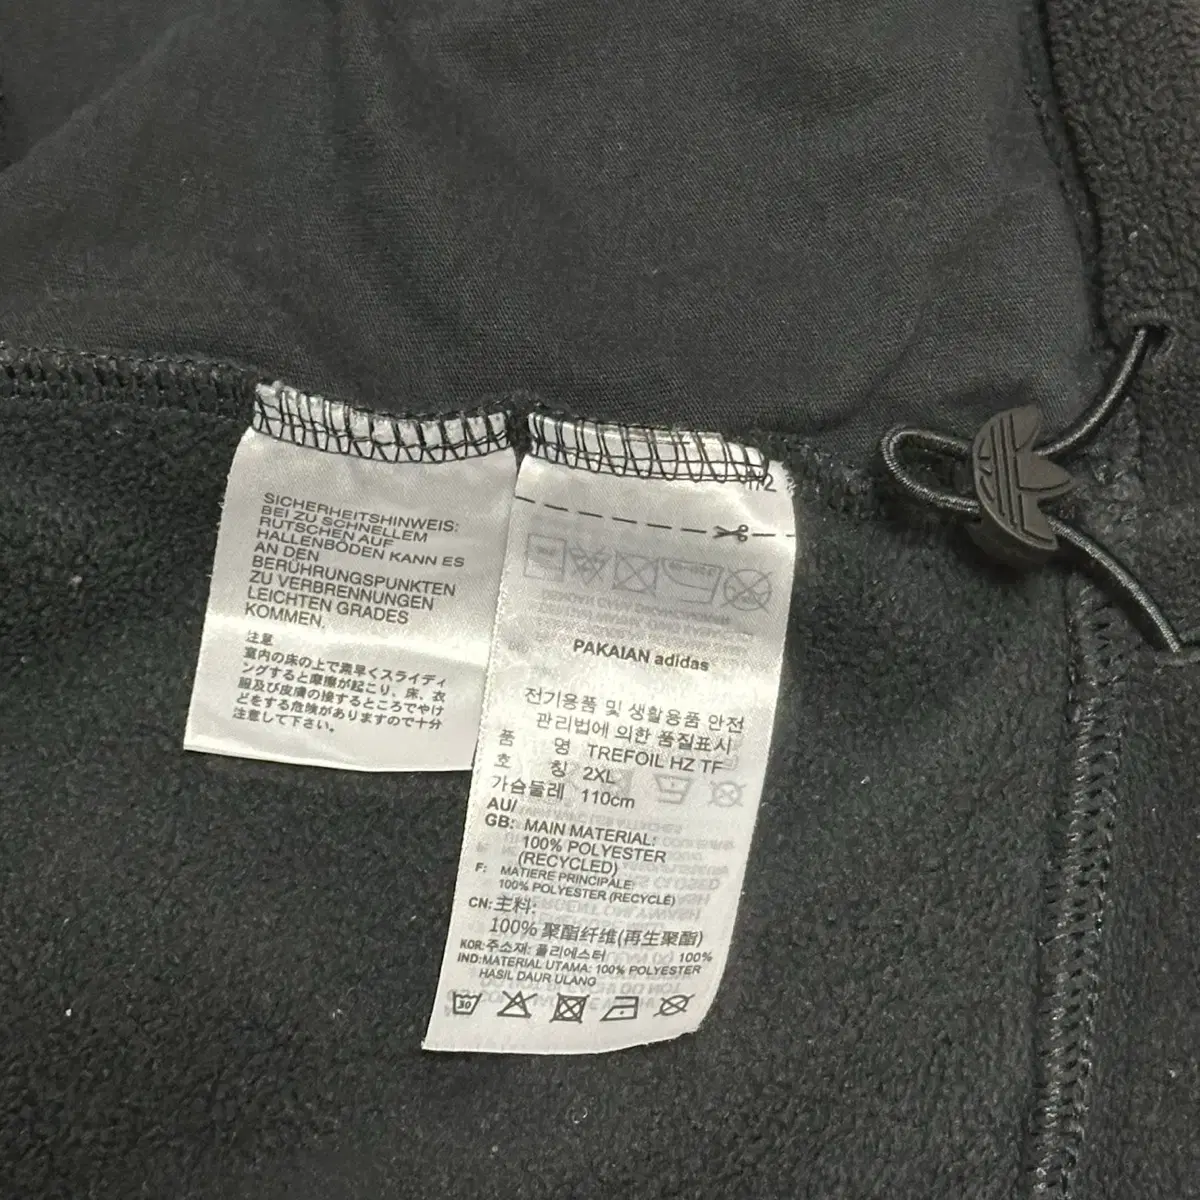 SICHERHEITSHINWEIS:
BEI ZU SCHNELLEM
RUTSCHEN AUF
HALLENBÖDEN KANN ES
AN DEN
BERÜHRUNGSPUNKTEN
ZU VERBRENNUNGEN
LEICHTEN GRADES
KOMMEN.
注意
室内の床の上で素早くスライディ
ングすると摩擦が起こり、床、衣
服及び皮膚の接するところでやけ
どをする危険がありますので十分
注意して下さい。
PAKAIAN adidas
전기용품 및 생활용품 안전
관리법에 의한 품질표시
품 명 TREFOIL HZ TF
호 칭 2XL
가슴둘레 110cm
AU/
GB: MAIN MATERIAL:
100% POLYESTER
(RECYCLED)
F: MATIERE PRINCIPALE:
100% POLYESTER (RECYCLÉ)
CN: 主料:
100% 聚酯纤维(再生聚酯)
KOR: 주소재: 폴리에스터 100%
IND: MATERIAL UTAMA: 100% POLYESTER
HASIL DAUR ULANG
30